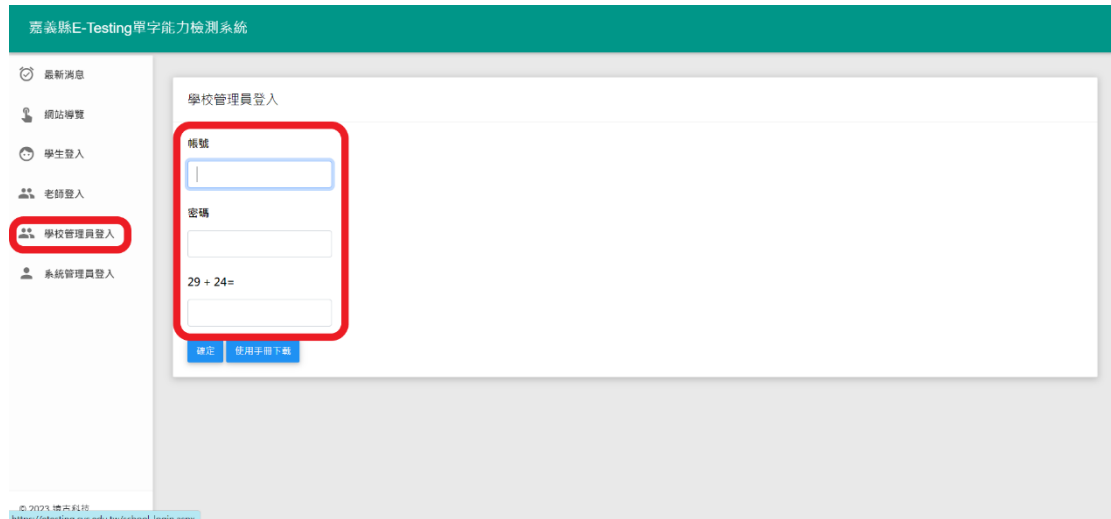 嘉義縣E-Testing單字能力檢測系統
最新消息
網站導覽
學生登入
老師登入
學校管理員登入
系統管理員登入
學校管理員登入
帳號
密碼
29 + 24=
確定
使用手冊下載
© 2023